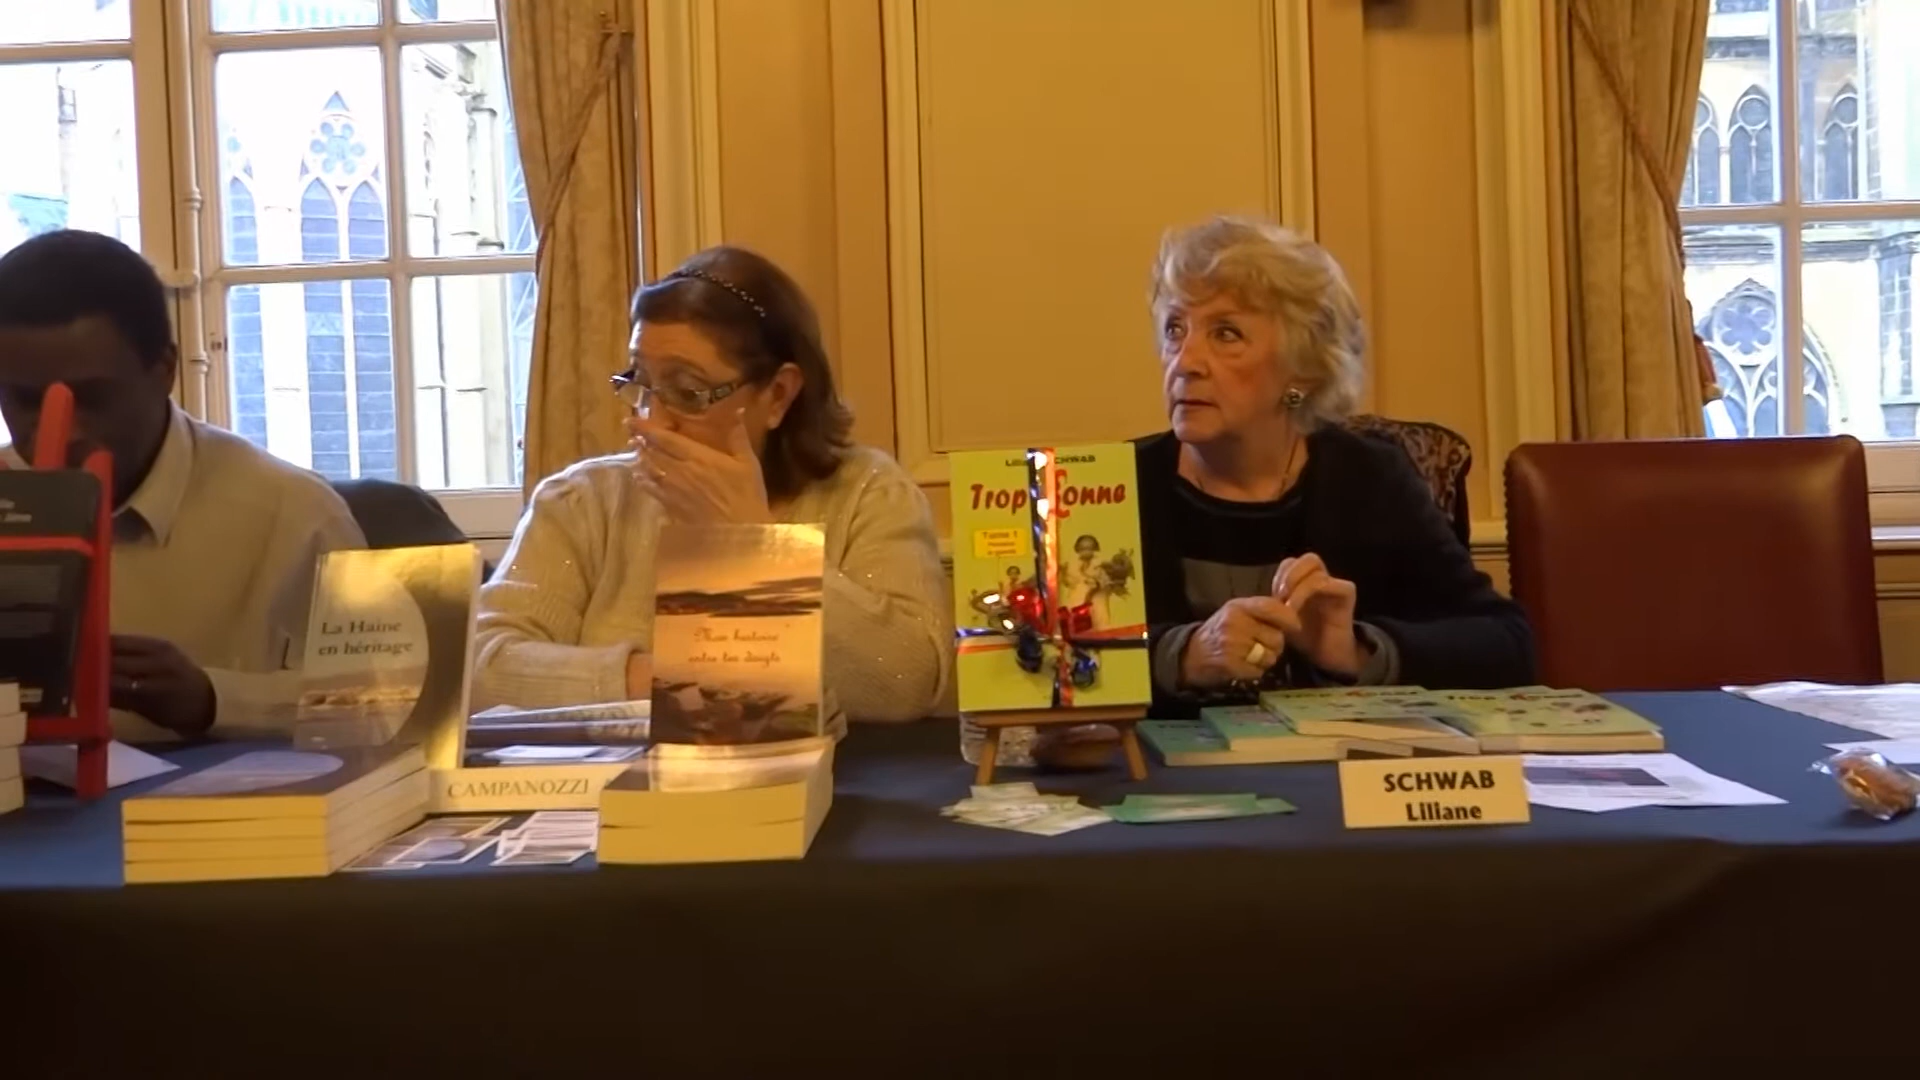 La Haine
en héritage
CAMPANOZZI
Mon histoire
entre tes doigts
SCHWAB
Trop Bonne
Tome 1
SCHWAB
Liliane